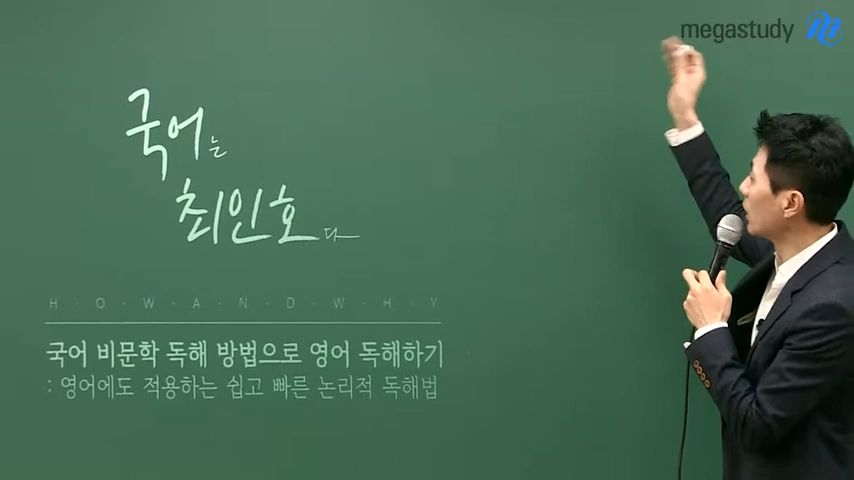 megastudy
국어는
최인호다
H·O·W·A·N·D·W·H·Y
국어 비문학 독해 방법으로 영어 독해하기
: 영어에도 적용하는 쉽고 빠른 논리적 독해법